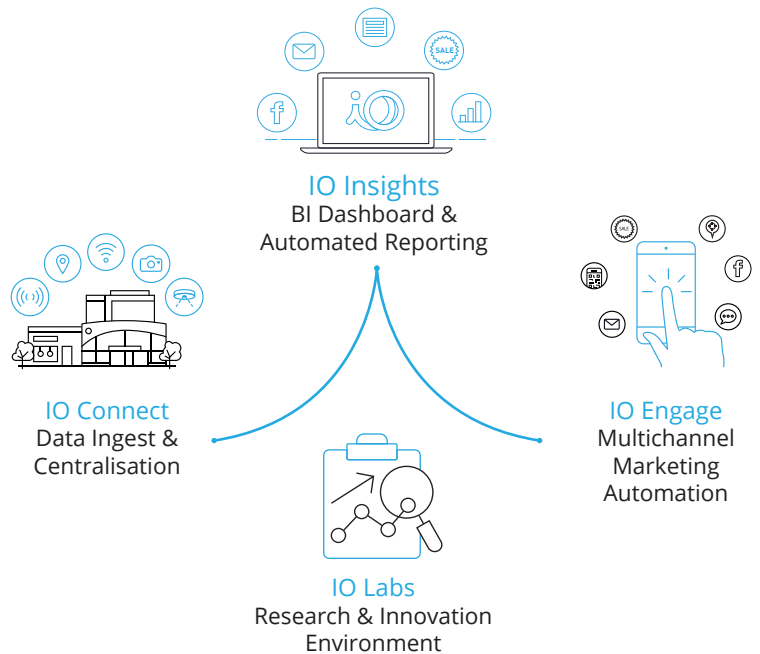 SALE
iO
IO Insights
BI Dashboard &
Automated Reporting
SALE
IO Connect
Data Ingest &
Centralisation
IO Engage
Multichannel
Marketing
Automation
IO Labs
Research & Innovation
Environment